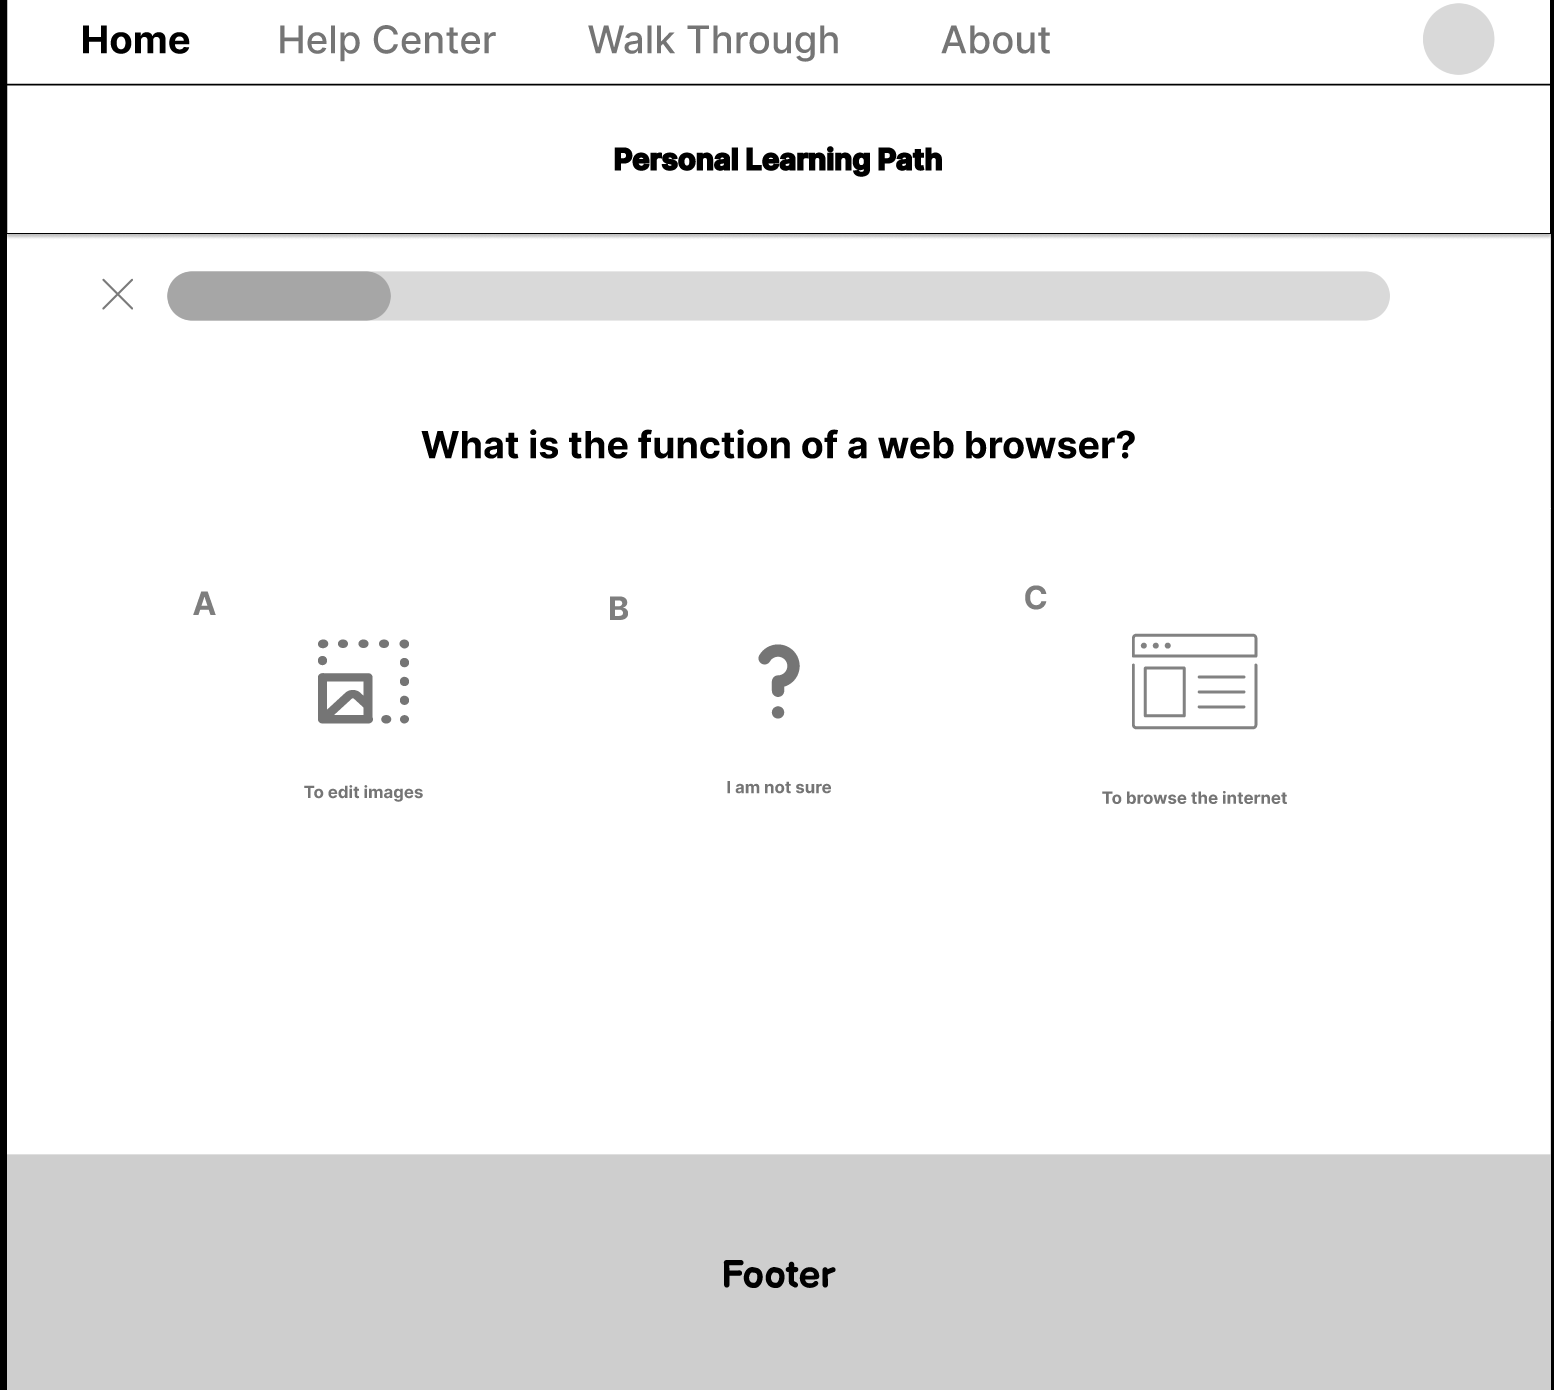 Home Help Center Walk Through About
Personal Learning Path
What is the function of a web browser?
A
To edit images
B
I am not sure
C
To browse the internet
Footer